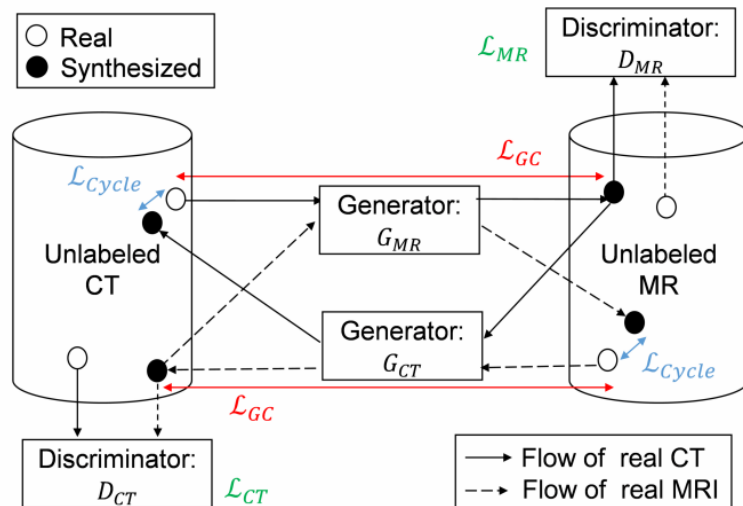 Real
Synthesized
ℒ_MR
Discriminator:
D_MR
ℒ_GC
ℒ_Cycle
Generator:
G_MR
Unlabeled
CT
Unlabeled
MR
Generator:
G_CT
ℒ_Cycle
ℒ_GC
Discriminator:
D_CT
ℒ_CT
Flow of real CT
Flow of real MRI